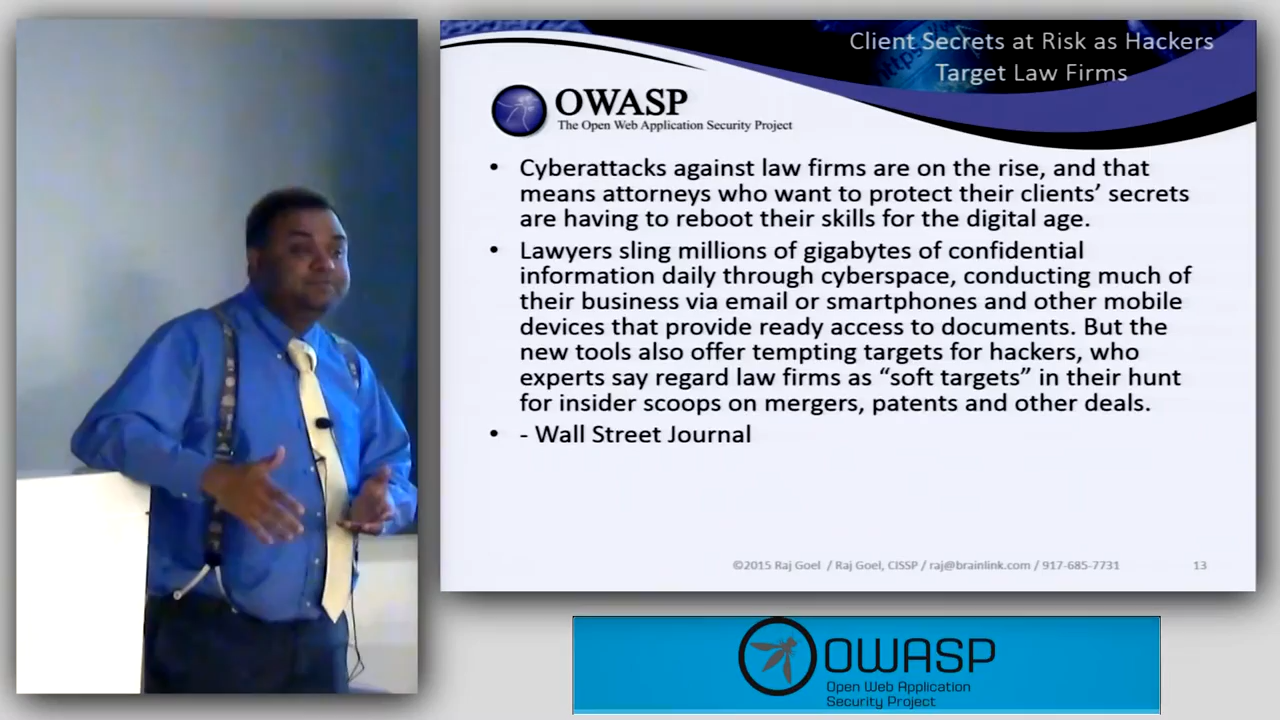 Client Secrets at Risk as Hackers
Target Law Firms
OWASP
The Open Web Application Security Project
• Cyberattacks against law firms are on the rise, and that
means attorneys who want to protect their clients’ secrets
are having to reboot their skills for the digital age.
• Lawyers sling millions of gigabytes of confidential
information daily through cyberspace, conducting much of
their business via email or smartphones and other mobile
devices that provide ready access to documents. But the
new tools also offer tempting targets for hackers, who
experts say regard law firms as “soft targets” in their hunt
for insider scoops on mergers, patents and other deals.
• - Wall Street Journal
©2015 Raj Goel / Raj Goel, CISSP / raj@brainlink.com / 917-685-7731
13
OWASP
Open Web Application
Security Project